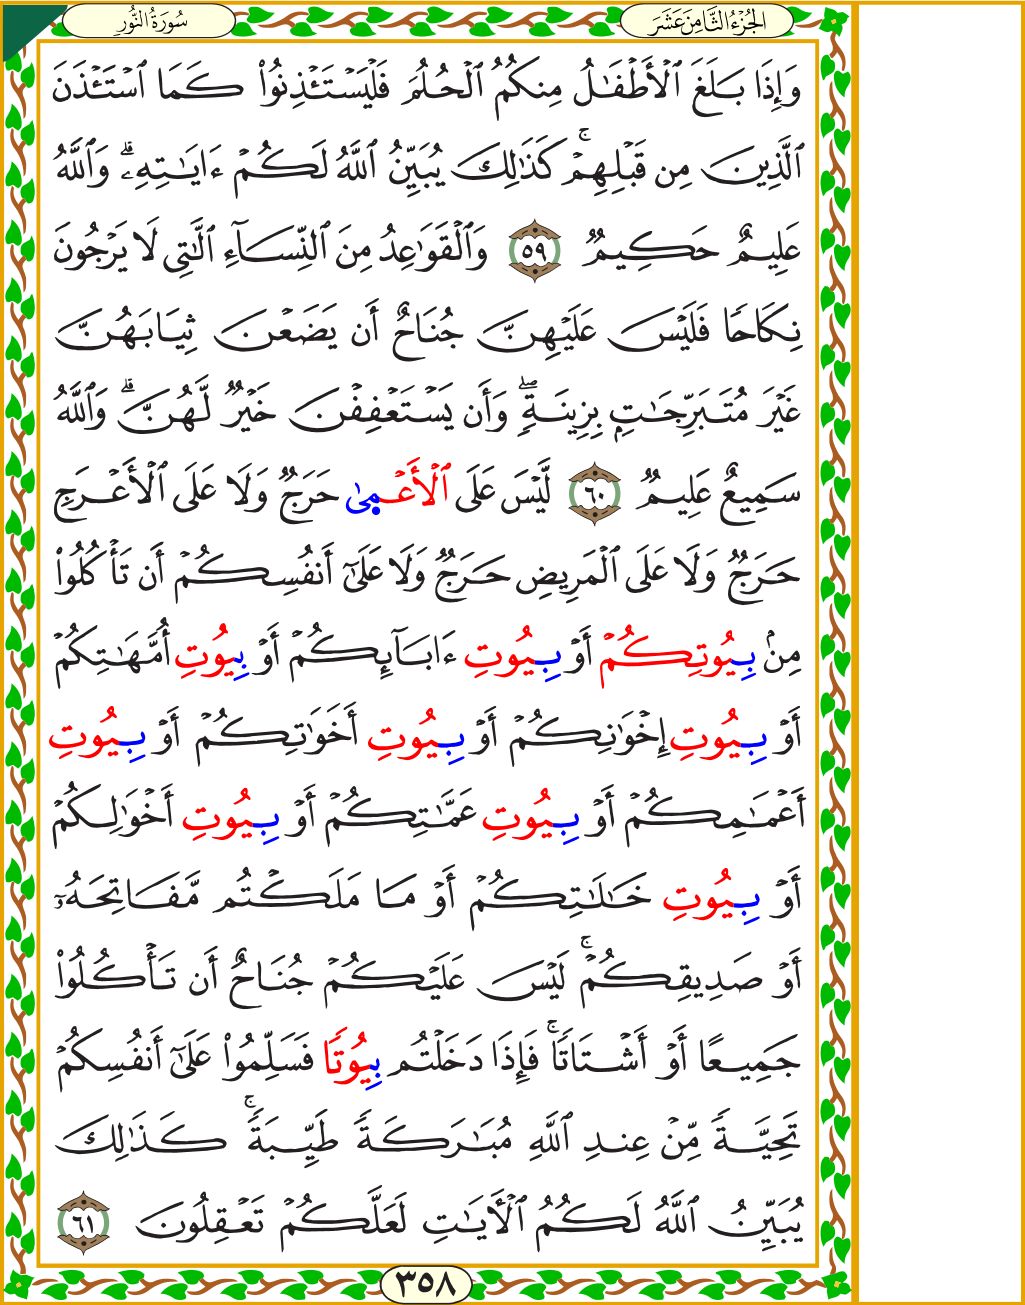 الجُزْءُ الثَّامِنَ عَشَرَ
سُورَةُ النُّورِ
وَإِذَا بَلَغَ ٱلْأَطْفَٰلُ مِنكُمُ ٱلْحُلُمَ فَلْيَسْتَـْٔذِنُوا۟ كَمَا ٱسْتَـْٔذَنَ
ٱلَّذِينَ مِن قَبْلِهِمْ ۚ كَذَٰلِكَ يُبَيِّنُ ٱللَّهُ لَكُمْ ءَايَٰتِهِۦ ۗ وَٱللَّهُ
عَلِيمٌ حَكِيمٌ ٥٩ وَٱلْقَوَٰعِدُ مِنَ ٱلنِّسَآءِ ٱلَّٰتِى لَا يَرْجُونَ
نِكَاحًا فَلَيْسَ عَلَيْهِنَّ جُنَاحٌ أَن يَضَعْنَ ثِيَابَهُنَّ
غَيْرَ مُتَبَرِّجَٰتٍۭ بِزِينَةٍ ۖ وَأَن يَسْتَعْفِفْنَ خَيْرٌ لَّهُنَّ ۗ وَٱللَّهُ
سَمِيعٌ عَلِيمٌ ٦٠ لَّيْسَ عَلَى ٱلْأَعْمِىٰ حَرَجٌ وَلَا عَلَى ٱلْأَعْرَجِ
حَرَجٌ وَلَا عَلَى ٱلْمَرِيضِ حَرَجٌ وَلَا عَلَىٰٓ أَنفُسِكُمْ أَن تَأْكُلُوا۟
مِنۢ بِيُوتِكُمْ أَوْ بِيُوتِ ءَابَآئِكُمْ أَوْ بِيُوتِ أُمَّهَٰتِكُمْ
أَوْ بِيُوتِ إِخْوَٰنِكُمْ أَوْ بِيُوتِ أَخَوَٰتِكُمْ أَوْ بِيُوتِ
أَعْمَٰمِكُمْ أَوْ بِيُوتِ عَمَّٰتِكُمْ أَوْ بِيُوتِ أَخْوَٰلِكُمْ
أَوْ بِيُوتِ خَٰلَٰتِكُمْ أَوْ مَا مَلَكْتُم مَّفَاتِحَهُۥٓ
أَوْ صَدِيقِكُمْ ۚ لَيْسَ عَلَيْكُمْ جُنَاحٌ أَن تَأْكُلُوا۟
جَمِيعًا أَوْ أَشْتَاتًا ۚ فَإِذَا دَخَلْتُم بِيُوتًا فَسَلِّمُوا۟ عَلَىٰٓ أَنفُسِكُمْ
تَحِيَّةً مِّنْ عِندِ ٱللَّهِ مُبَٰرَكَةً طَيِّبَةً ۚ كَذَٰلِكَ
يُبَيِّنُ ٱللَّهُ لَكُمُ ٱلْأَيَٰتِ لَعَلَّكُمْ تَعْقِلُونَ ٦١
٣٥٨